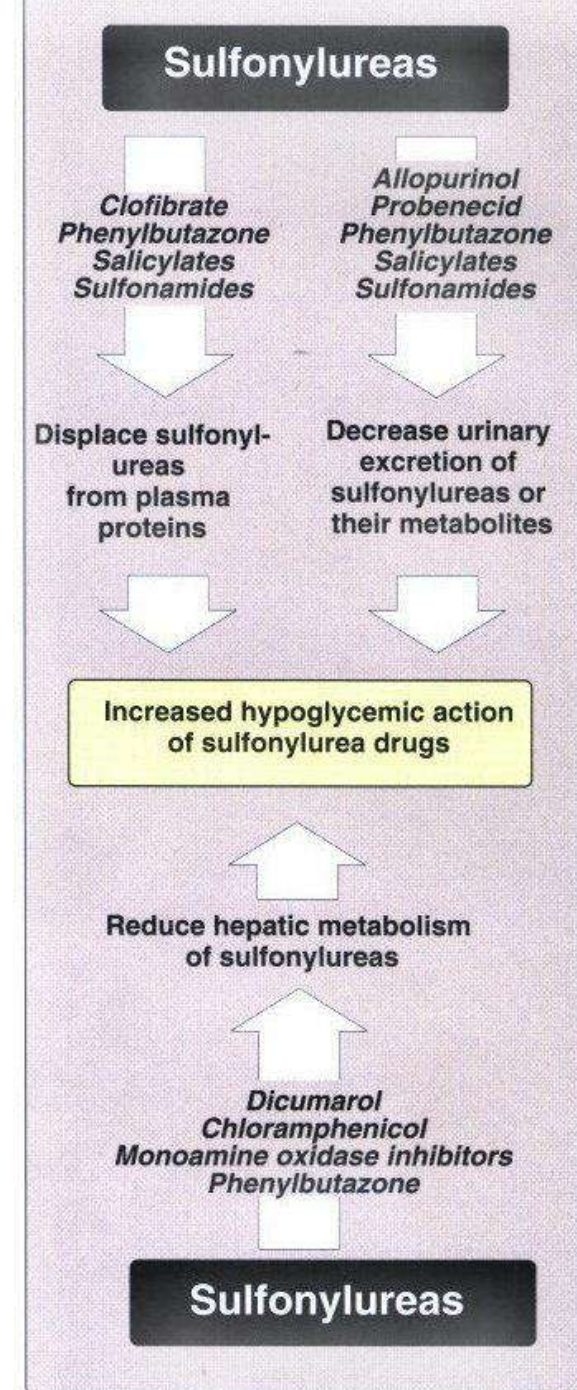 Sulfonylureas
Clofibrate
Phenylbutazone
Salicylates
Sulfonamides
Allopurinol
Probenecid
Phenylbutazone
Salicylates
Sulfonamides
Displace sulfonyl-
ureas
from plasma
proteins
Decrease urinary
excretion of
sulfonylureas or
their metabolites
Increased hypoglycemic action
of sulfonylurea drugs
Reduce hepatic metabolism
of sulfonylureas
Dicumarol
Chloramphenicol
Monoamine oxidase inhibitors
Phenylbutazone
Sulfonylureas